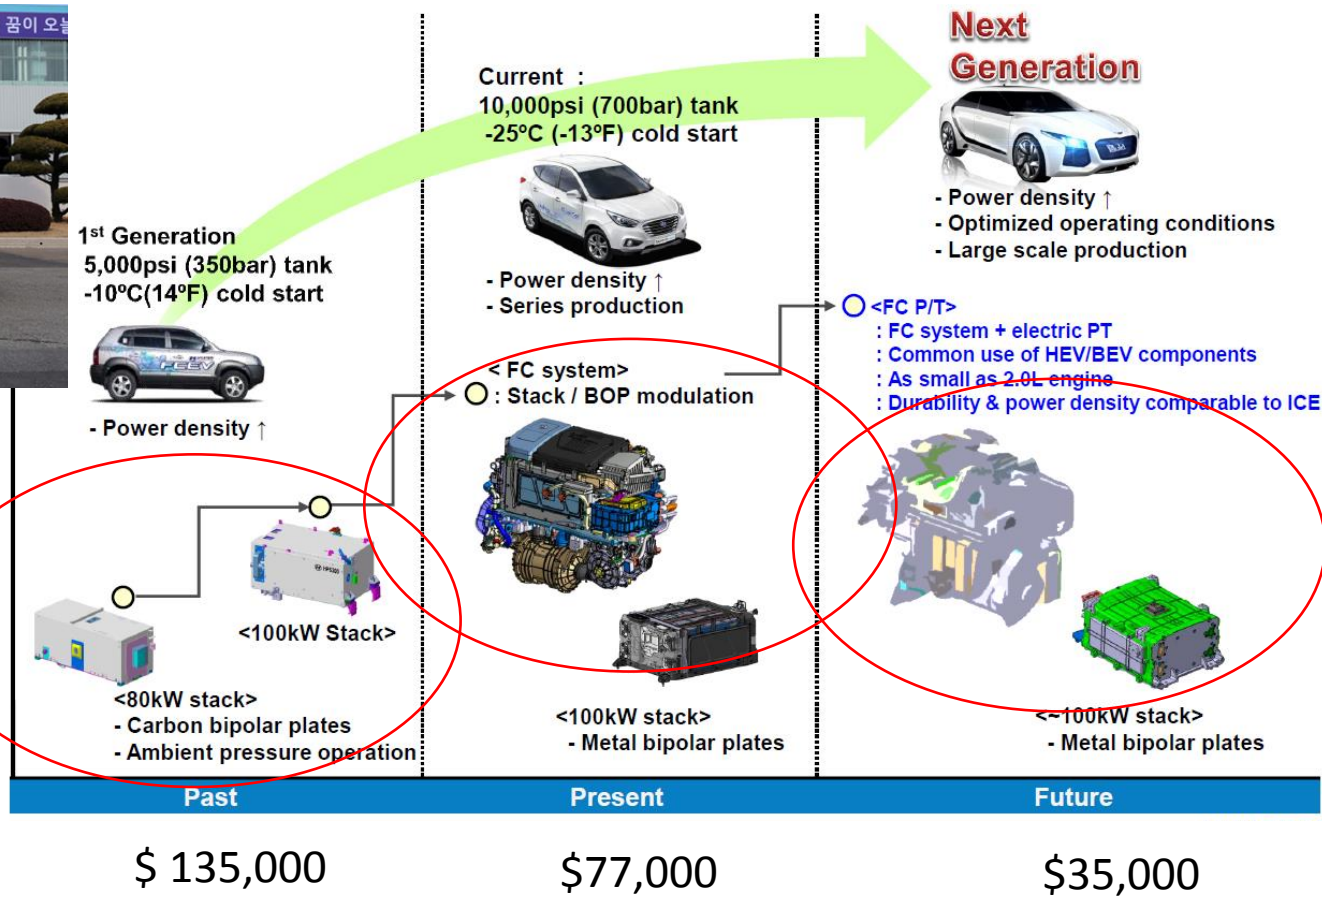 꿈이 오늘
Next
Generation
Current :
10,000psi (700bar) tank
-25ºC (-13ºF) cold start
- Power density ↑
- Optimized operating conditions
- Large scale production
1st Generation
5,000psi (350bar) tank
-10ºC(14ºF) cold start
- Power density ↑
- Series production
<FC P/T>
: FC system + electric PT
: Common use of HEV/BEV components
: As small as 2.0L engine
: Durability & power density comparable to ICE
< FC system>
: Stack / BOP modulation
FCEV
- Power density ↑
<100kW Stack>
<80kW stack>
- Carbon bipolar plates
- Ambient pressure operation
<100kW stack>
- Metal bipolar plates
<~100kW stack>
- Metal bipolar plates
Past
Present
Future
$ 135,000
$77,000
$35,000